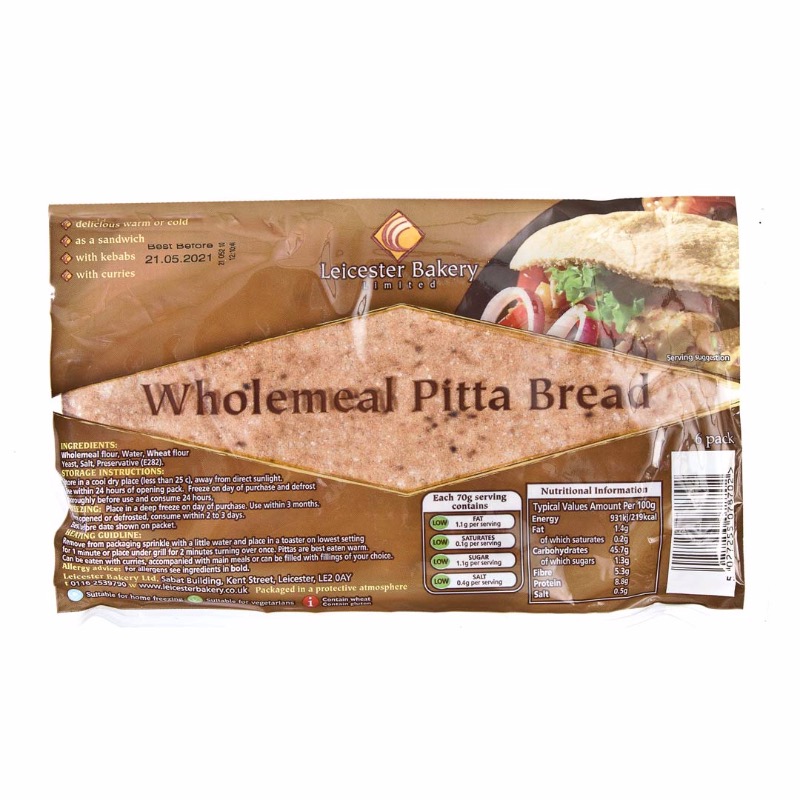 delicious warm or cold
as a sandwich
with kebabs
with curries
Best Before
21.05.2021
Leicester Bakery
Limited
Serving suggestion
Wholemeal Pitta Bread
6 pack
INGREDIENTS:
Wholemeal flour, Water, Wheat flour
Yeast, Salt, Preservative (E282).
STORAGE INSTRUCTIONS:
in a cool dry place (less than 25 c), away from direct sunlight.
within 24 hours of opening pack. Freeze on day of purchase and defrost
thoroughly before use and consume 24 hours.
Place in a deep freeze on day of purchase. Use within 3 months.
opened or defrosted, consume within 2 to 3 days.
before date shown on packet.
HEATING GUIDLINE:
Remove from packaging sprinkle with a little water and place in a toaster on lowest setting
for 1 minute or place under grill for 2 minutes turning over once. Pittas are best eaten warm.
Can be eaten with curries, accompanied with main meals or can be filled with fillings of your choice.
Allergy advice: For allergens see ingredients in bold.
Leicester Bakery Ltd, Sabat Building, Kent Street, Leicester, LE2 0AY
T 0116 2539790 W www.leicesterbakery.co.uk Packaged in a protective atmosphere
Suitable for home freezing
Suitable for vegetarians
i Contain wheat
Contain gluten
Each 70g serving
contains
LOW FAT
1.1g per serving
LOW SATURATES
0.1g per serving
LOW SUGAR
1.1g per serving
LOW SALT
0.4g per serving
Nutritional Information
Typical Values Amount Per 100g
Energy 931kj/219kcal
Fat 1.4g
of which saturates 0.2g
Carbohydrates 45.7g
of which sugars 1.3g
Fibre 5.3g
Protein 8.8g
Salt 0.5g